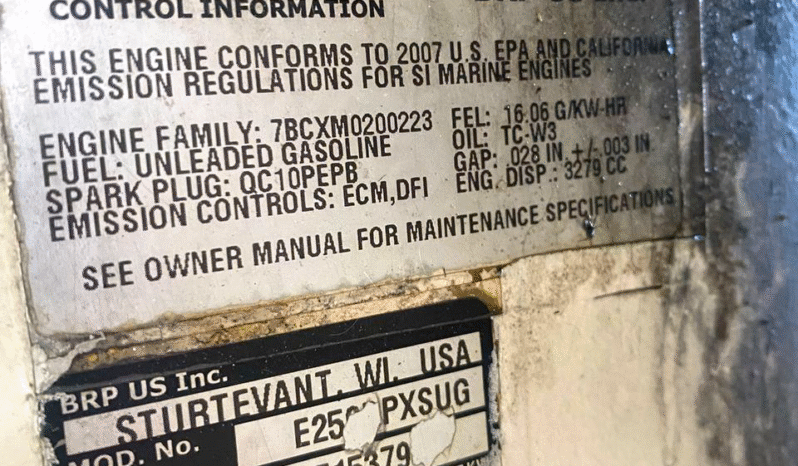 CONTROL INFORMATION
THIS ENGINE CONFORMS TO 2007 U.S. EPA AND CALIFORNIA
EMISSION REGULATIONS FOR SI MARINE ENGINES
ENGINE FAMILY: 7BCXM0200223 FEL: 16.06 G/KW-HR
FUEL: UNLEADED GASOLINE OIL: TC-W3
SPARK PLUG: QC10PEPB GAP: .028 IN +/-.003 IN
EMISSION CONTROLS: ECM,DFI ENG. DISP.: 3279 CC
SEE OWNER MANUAL FOR MAINTENANCE SPECIFICATIONS
BRP US Inc.
STURTEVANT, WI. USA
MOD. No.